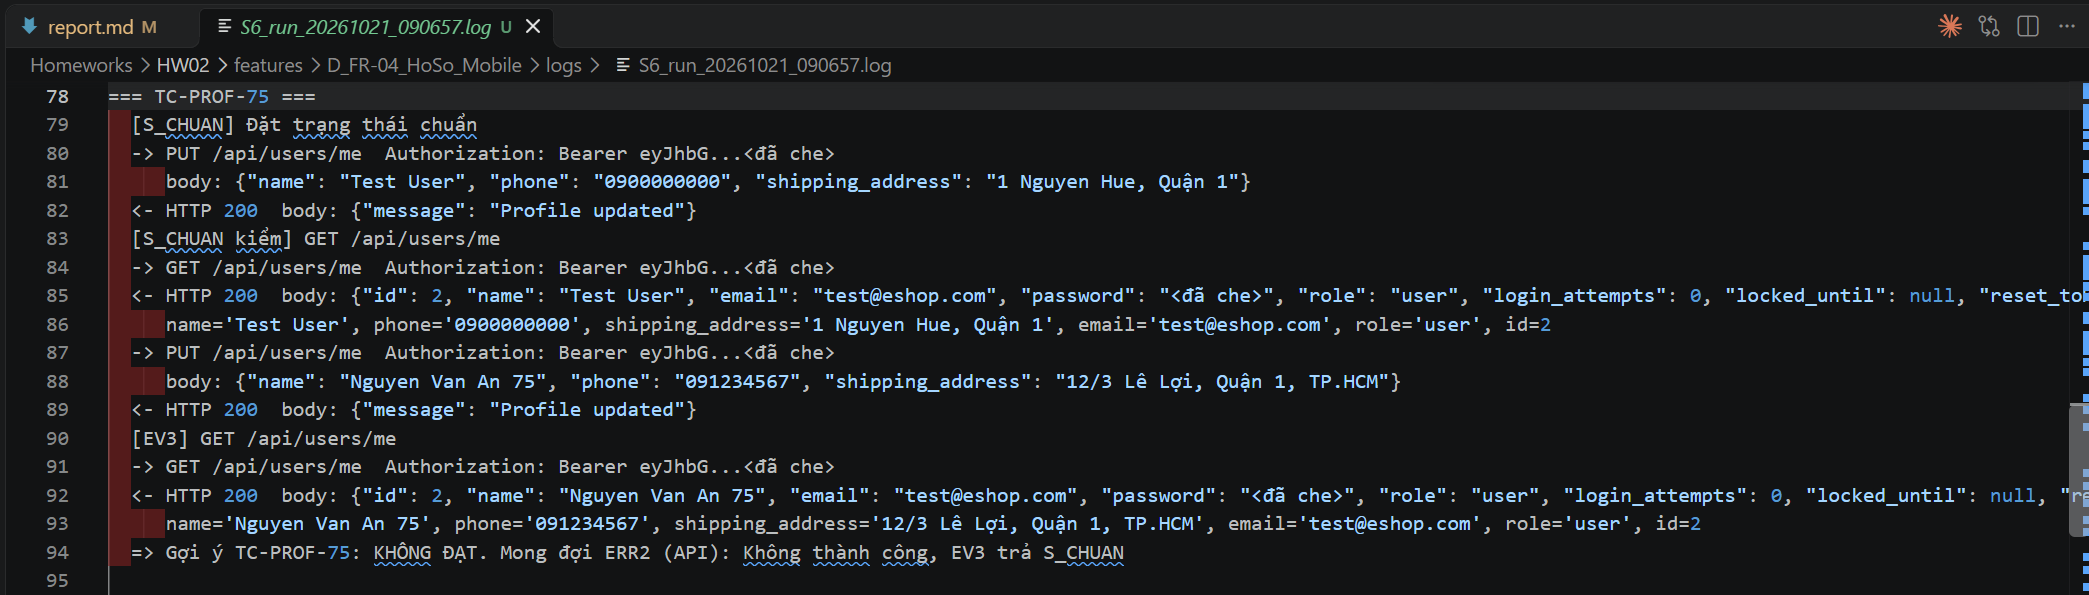 report.md M S6_run_20261021_090657.log U
Homeworks > HW02 > features > D_FR-04_HoSo_Mobile > logs > S6_run_20261021_090657.log
78 === TC-PROF-75 ===
79 [S_CHUAN] Đặt trạng thái chuẩn
80 -> PUT /api/users/me Authorization: Bearer eyJhbG...<đã che>
81 body: {"name": "Test User", "phone": "0900000000", "shipping_address": "1 Nguyen Hue, Quận 1"}
82 <- HTTP 200 body: {"message": "Profile updated"}
83 [S_CHUAN kiểm] GET /api/users/me
84 -> GET /api/users/me Authorization: Bearer eyJhbG...<đã che>
85 <- HTTP 200 body: {"id": 2, "name": "Test User", "email": "test@eshop.com", "password": "<đã che>", "role": "user", "login_attempts": 0, "locked_until": null, "reset_to
86 name='Test User', phone='0900000000', shipping_address='1 Nguyen Hue, Quận 1', email='test@eshop.com', role='user', id=2
87 -> PUT /api/users/me Authorization: Bearer eyJhbG...<đã che>
88 body: {"name": "Nguyen Van An 75", "phone": "091234567", "shipping_address": "12/3 Lê Lợi, Quận 1, TP.HCM"}
89 <- HTTP 200 body: {"message": "Profile updated"}
90 [EV3] GET /api/users/me
91 -> GET /api/users/me Authorization: Bearer eyJhbG...<đã che>
92 <- HTTP 200 body: {"id": 2, "name": "Nguyen Van An 75", "email": "test@eshop.com", "password": "<đã che>", "role": "user", "login_attempts": 0, "locked_until": null, "re
93 name='Nguyen Van An 75', phone='091234567', shipping_address='12/3 Lê Lợi, Quận 1, TP.HCM', email='test@eshop.com', role='user', id=2
94 => Gợi ý TC-PROF-75: KHÔNG ĐẠT. Mong đợi ERR2 (API): Không thành công, EV3 trả S_CHUAN
95